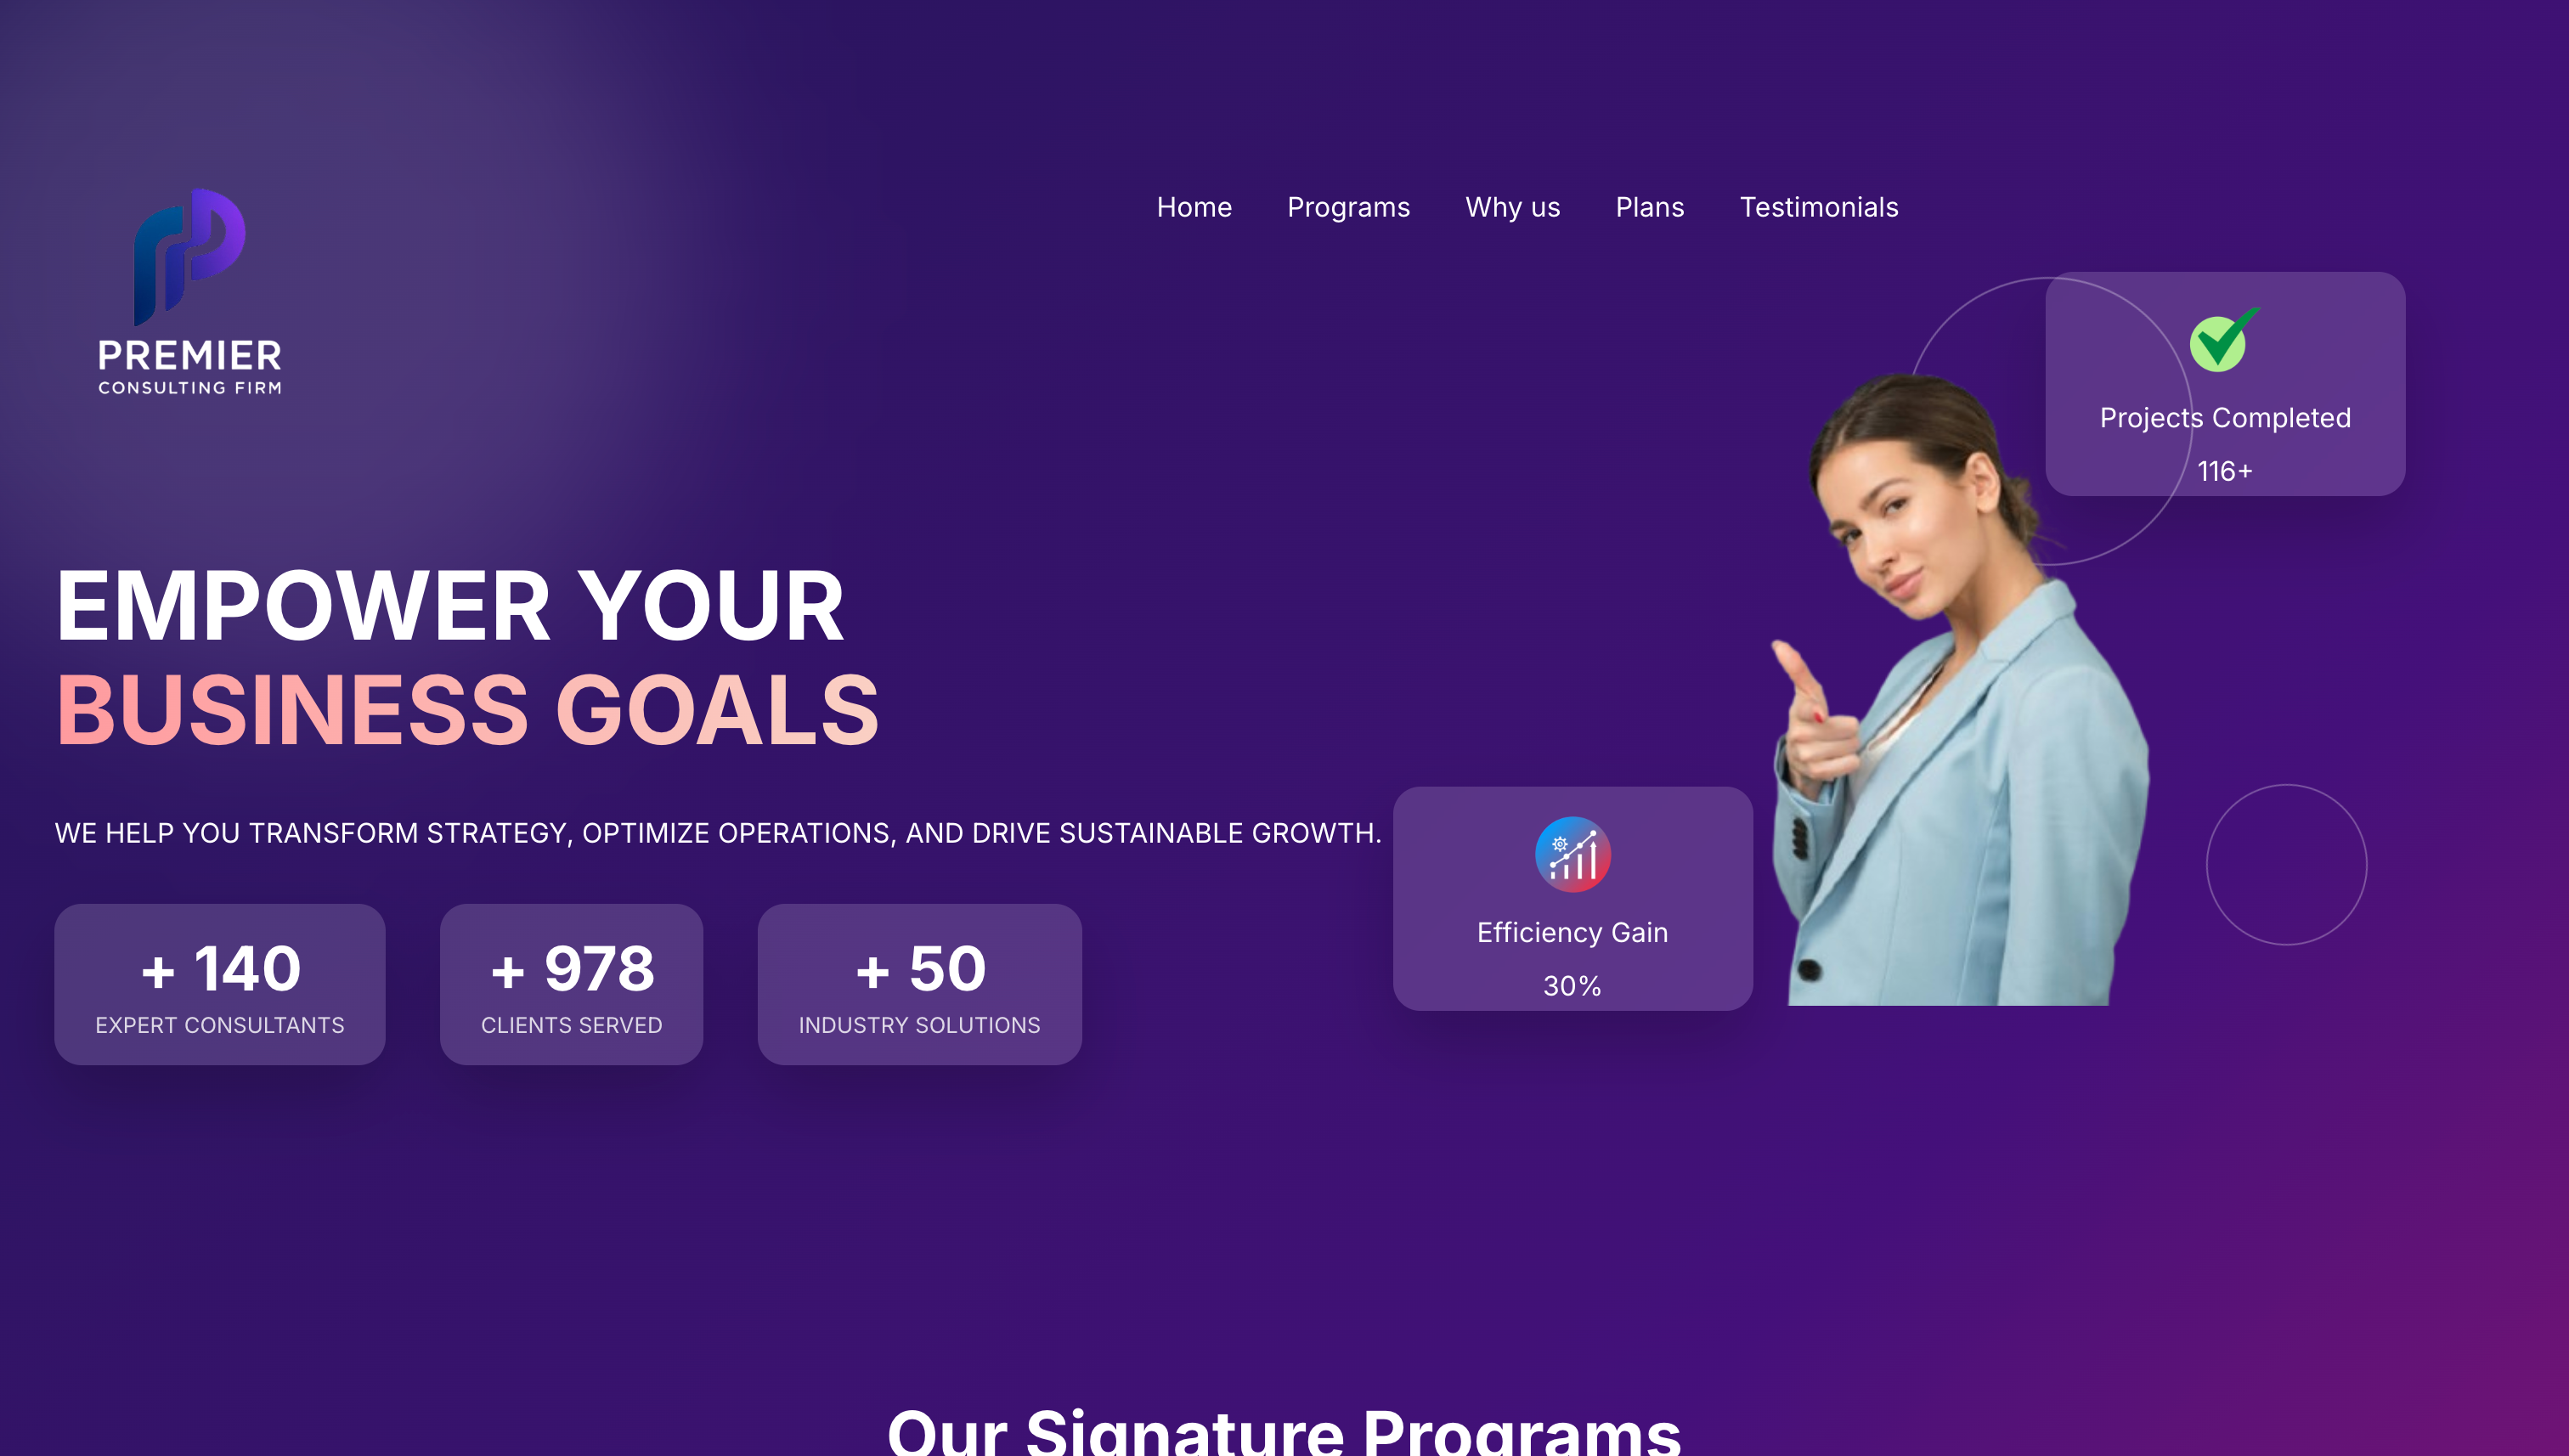 Home Programs Why us Plans Testimonials
PREMIER
CONSULTING FIRM
Projects Completed
116+
EMPOWER YOUR
BUSINESS GOALS
WE HELP YOU TRANSFORM STRATEGY, OPTIMIZE OPERATIONS, AND DRIVE SUSTAINABLE GROWTH.
Efficiency Gain
30%
+ 140
EXPERT CONSULTANTS
+ 978
CLIENTS SERVED
+ 50
INDUSTRY SOLUTIONS
Our Signature Programs